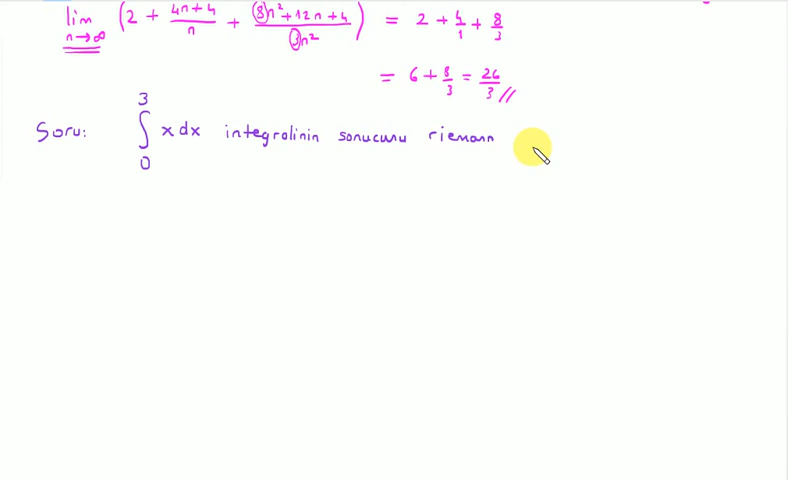 lim n→∞ (2 + 4n+4/n + 8n²+12n+4/3n²) = 2 + 4/1 + 8/3
= 6 + 8/3 = 26/3 //
Soru: ∫₀³ x dx integralinin sonucunu riemann